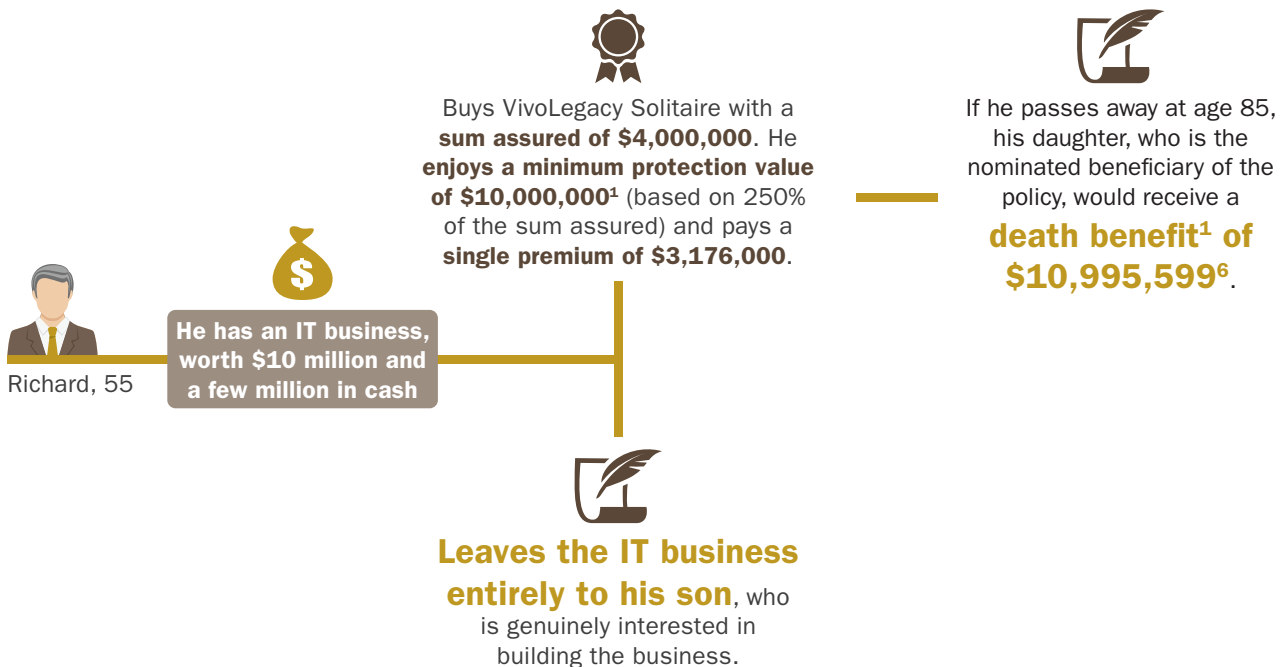 Richard, 55
He has an IT business,
worth $10 million and
a few million in cash
$
Buys VivoLegacy Solitaire with a
sum assured of $4,000,000. He
enjoys a minimum protection value
of $10,000,000¹ (based on 250%
of the sum assured) and pays a
single premium of $3,176,000.
If he passes away at age 85,
his daughter, who is the
nominated beneficiary of the
policy, would receive a
death benefit¹ of
$10,995,599⁶.
Leaves the IT business
entirely to his son, who
is genuinely interested in
building the business.